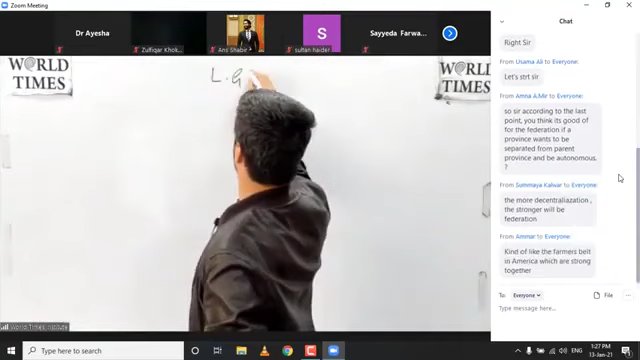 Zoom Meeting
Dr Ayesha
Zulfiqar Khok...
Ans Shabe
sultan haider
S
Sayyeda Farwa...
Chat
Right Sir
From Usama Ali to Everyone:
Let's strt sir
From Amna A.Mir to Everyone:
so sir according to the last
point, you think its good of
for the federation if a
province wants to be
separated from parent
province and be autonomous.
?
From Summaya Kalwar to Everyone:
the more decentraliazation ,
the stronger will be
federation
From Ammar to Everyone:
Kind of like the farmers belt
in America which are strong
together
To: Everyone
File
Type message here...
WORLD
TIMES
L.G
WORLD
TIMES
World Times Institute
Type here to search
1:27 PM
13-Jan-21